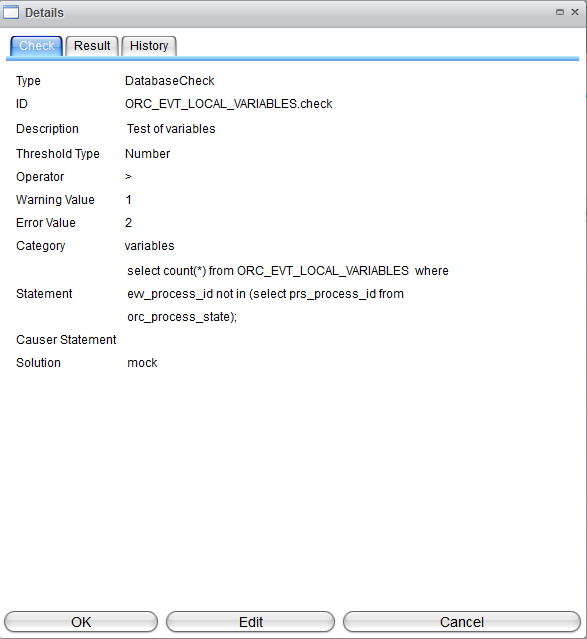 Details
Check Result History
Type DatabaseCheck
ID ORC_EVT_LOCAL_VARIABLES.check
Description Test of variables
Threshold Type Number
Operator >
Warning Value 1
Error Value 2
Category variables
select count(*) from ORC_EVT_LOCAL_VARIABLES where
Statement evv_process_id not in (select prs_process_id from
orc_process_state);
Causer Statement
Solution mock
OK Edit Cancel